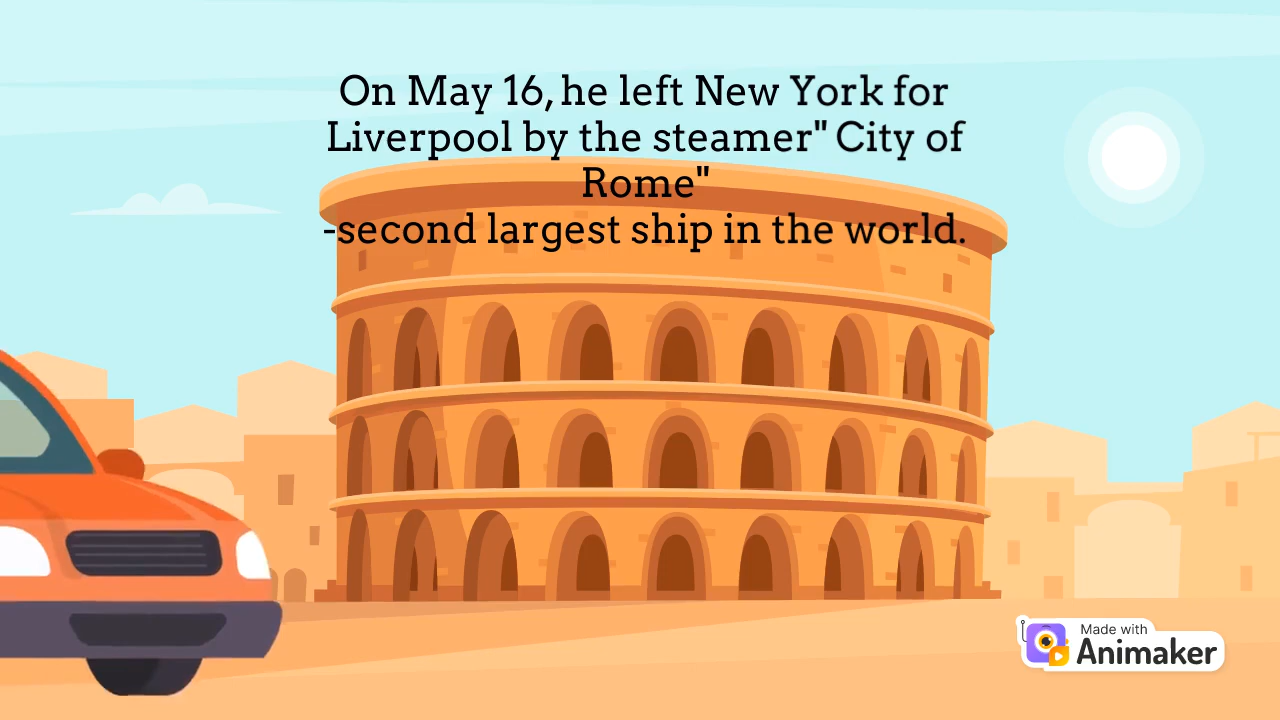 On May 16, he left New York for
Liverpool by the steamer" City of
Rome"
-second largest ship in the world.
Made with
Animaker